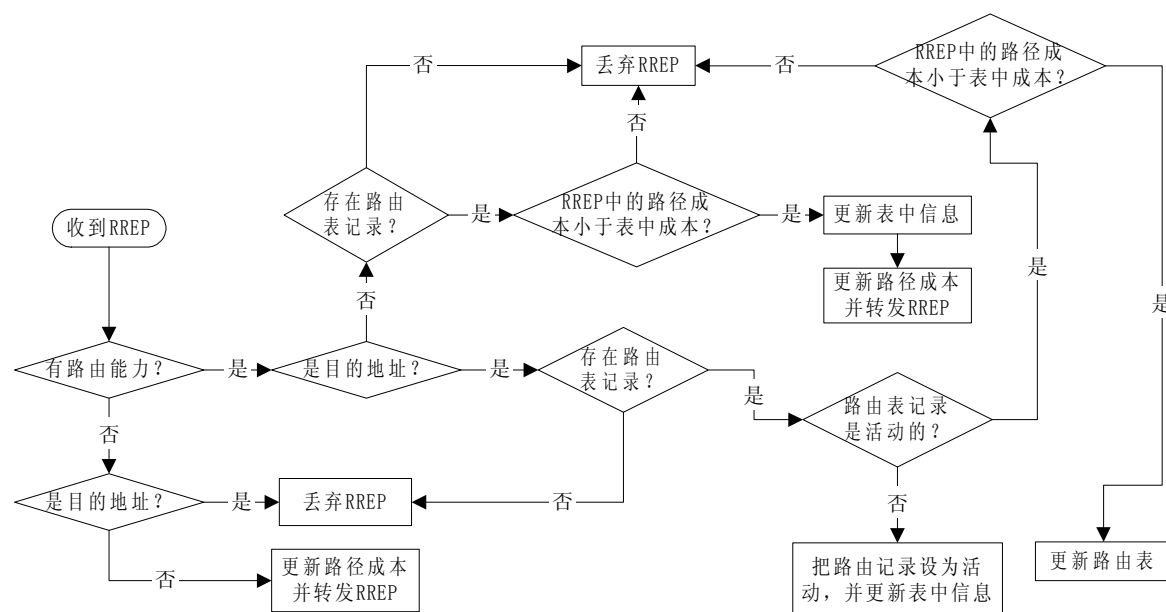 否
丢弃RREP
否
RREP中的路径成
本小于表中成本？
否
存在路由
表记录？
是
RREP中的路径成
本小于表中成本？
是
更新表中信息
收到RREP
是
更新路径成本
并转发RREP
是
否
有路由能力？
是
是目的地址？
是
存在路由
表记录？
是
路由表记录
是活动的？
否
是目的地址？
是
丢弃RREP
否
否
否
更新路径成本
并转发RREP
把路由记录设为活
动，并更新表中信息
更新路由表